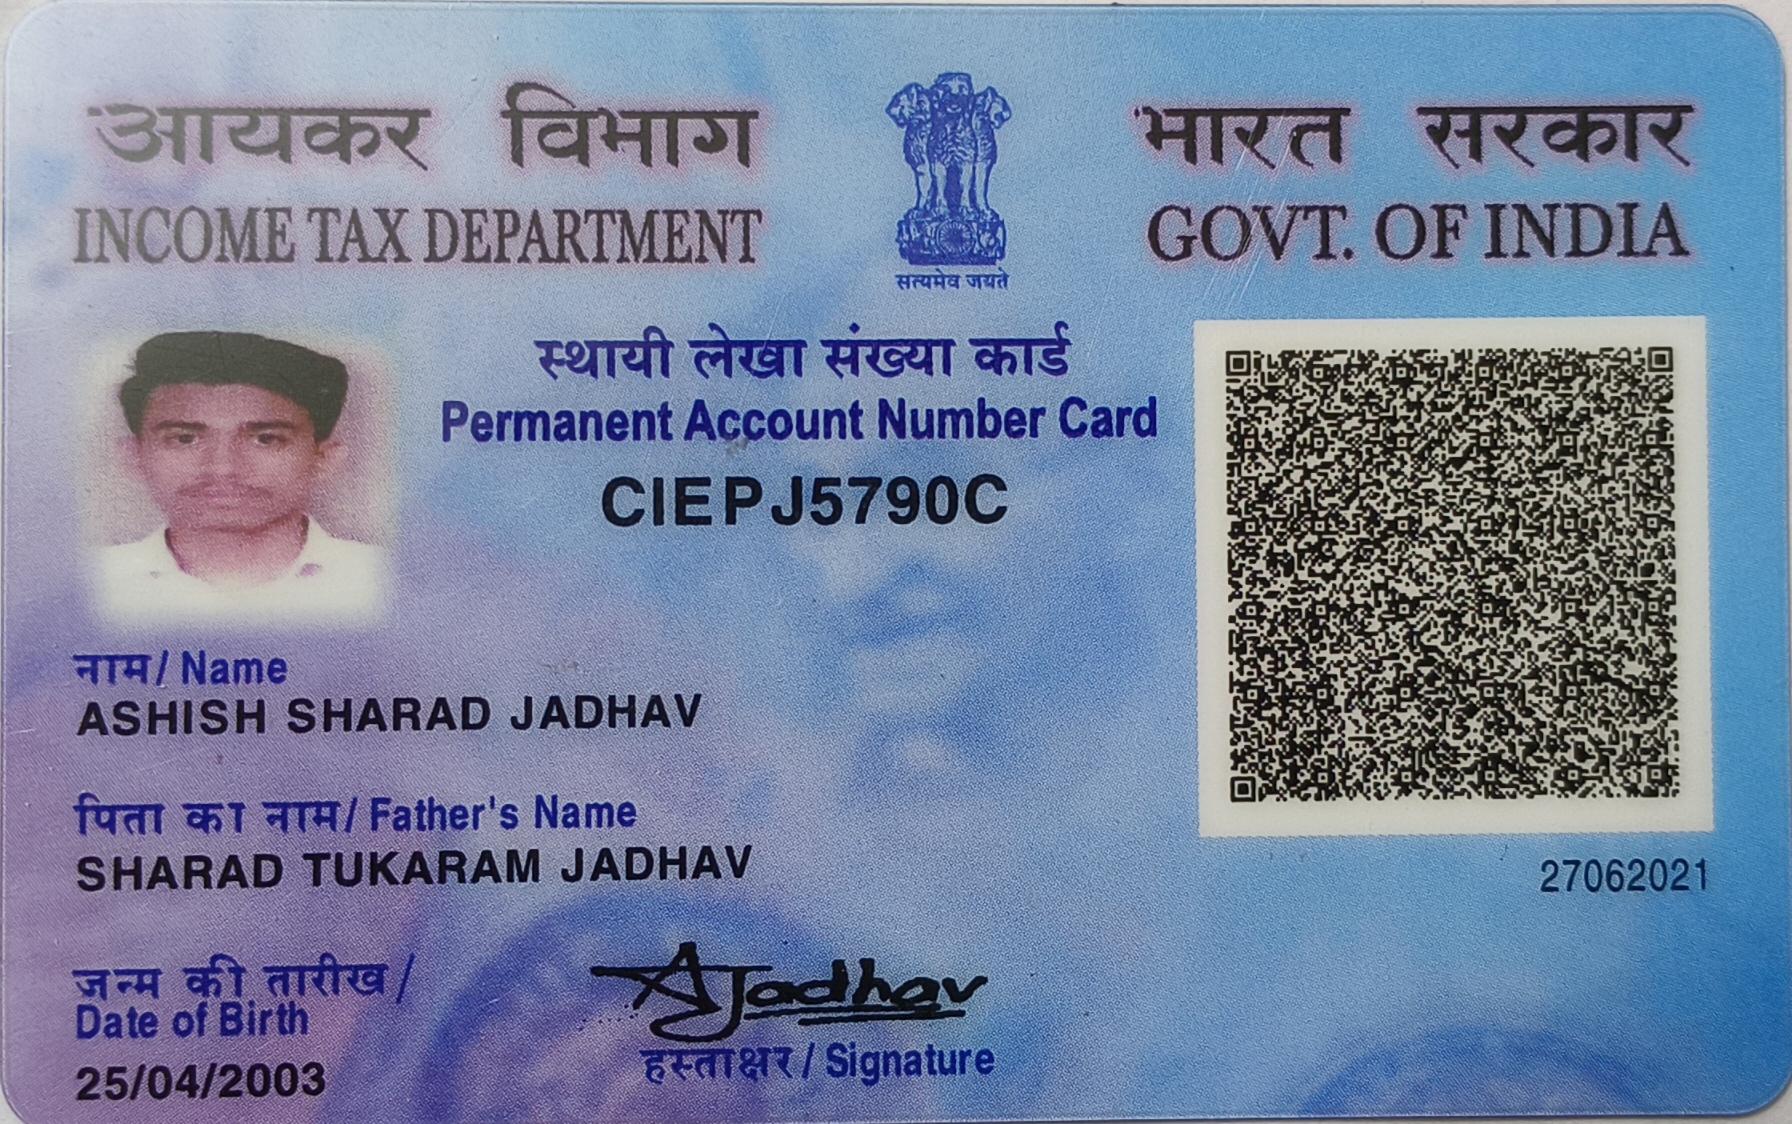 आयकर विभाग
INCOME TAX DEPARTMENT
सत्यमेव जयते
भारत सरकार
GOVT. OF INDIA
स्थायी लेखा संख्या कार्ड
Permanent Account Number Card
CIEPJ5790C
नाम / Name
ASHISH SHARAD JADHAV
पिता का नाम / Father's Name
SHARAD TUKARAM JADHAV
27062021
जन्म की तारीख /
Date of Birth
25/04/2003
AJadhav
हस्ताक्षर / Signature